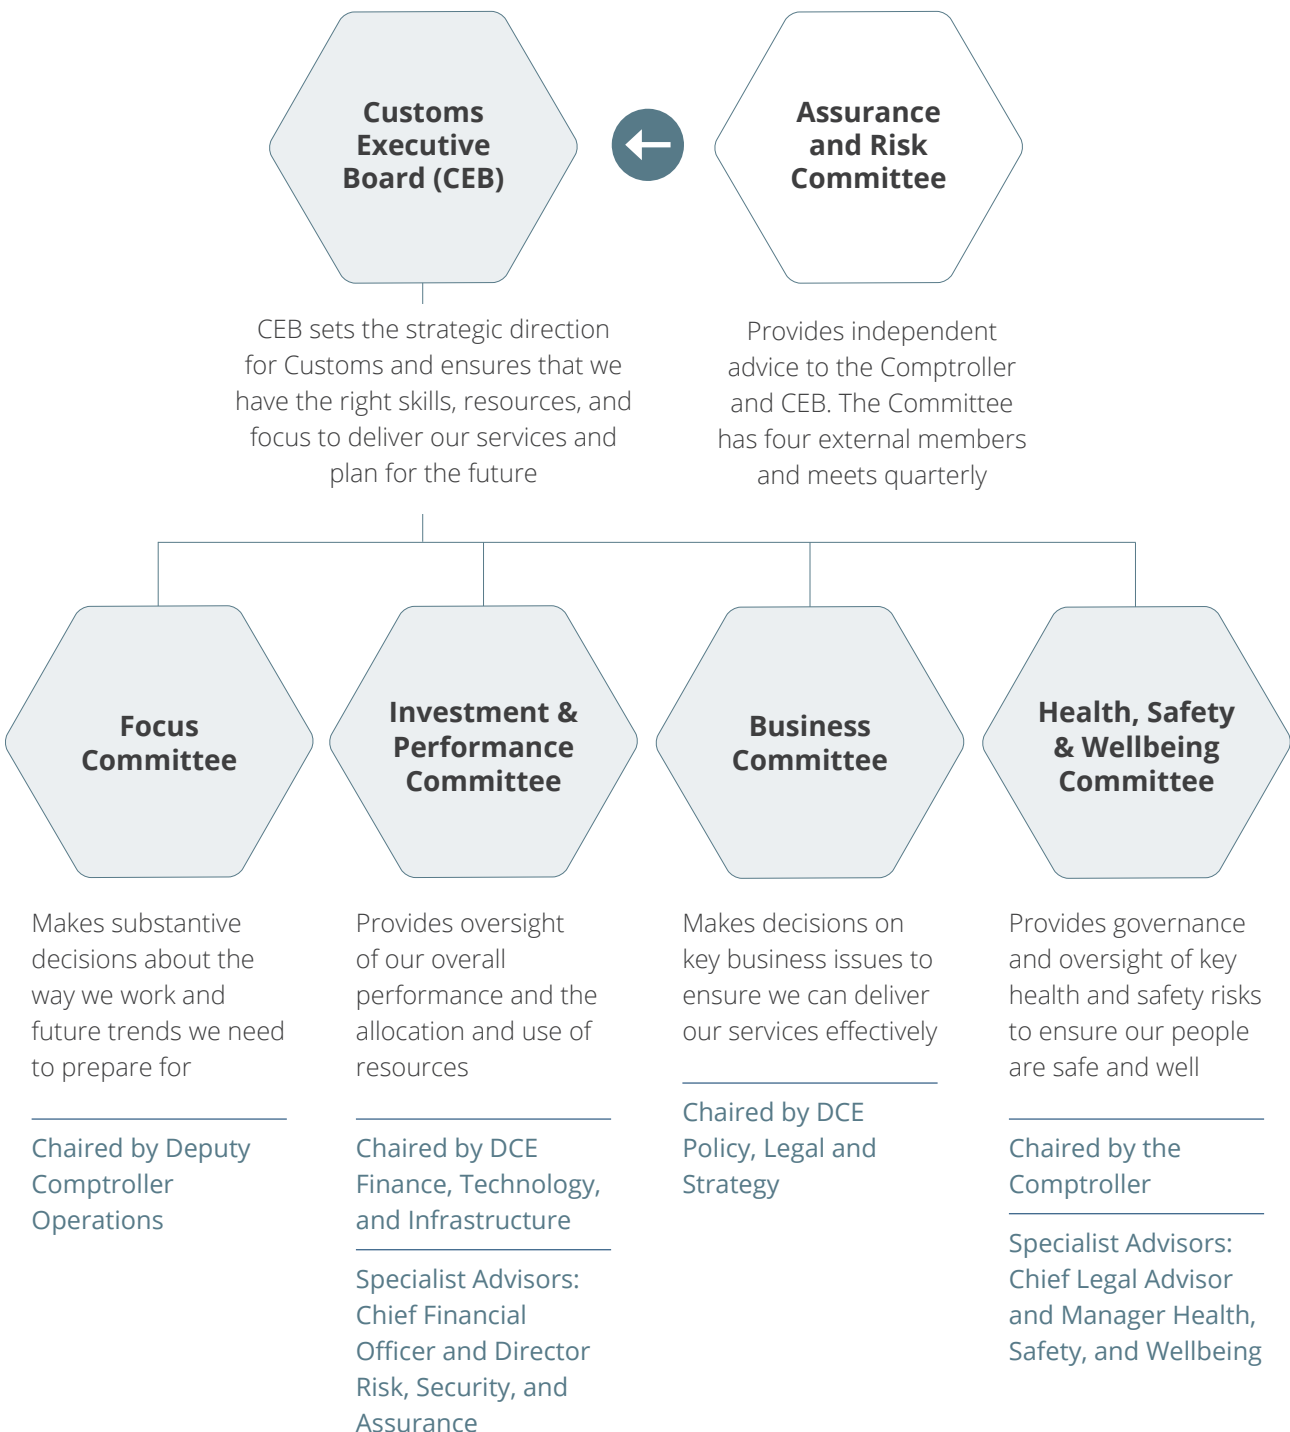 Customs
Executive
Board (CEB)
Assurance
and Risk
Committee
CEB sets the strategic direction
for Customs and ensures that we
have the right skills, resources, and
focus to deliver our services and
plan for the future
Provides independent
advice to the Comptroller
and CEB. The Committee
has four external members
and meets quarterly
Focus
Committee
Investment &
Performance
Committee
Business
Committee
Health, Safety
& Wellbeing
Committee
Makes substantive
decisions about the
way we work and
future trends we need
to prepare for
Chaired by Deputy
Comptroller
Operations
Provides oversight
of our overall
performance and the
allocation and use of
resources
Chaired by DCE
Finance, Technology,
and Infrastructure
Specialist Advisors:
Chief Financial
Officer and Director
Risk, Security, and
Assurance
Makes decisions on
key business issues to
ensure we can deliver
our services effectively
Chaired by DCE
Policy, Legal and
Strategy
Provides governance
and oversight of key
health and safety risks
to ensure our people
are safe and well
Chaired by the
Comptroller
Specialist Advisors:
Chief Legal Advisor
and Manager Health,
Safety, and Wellbeing